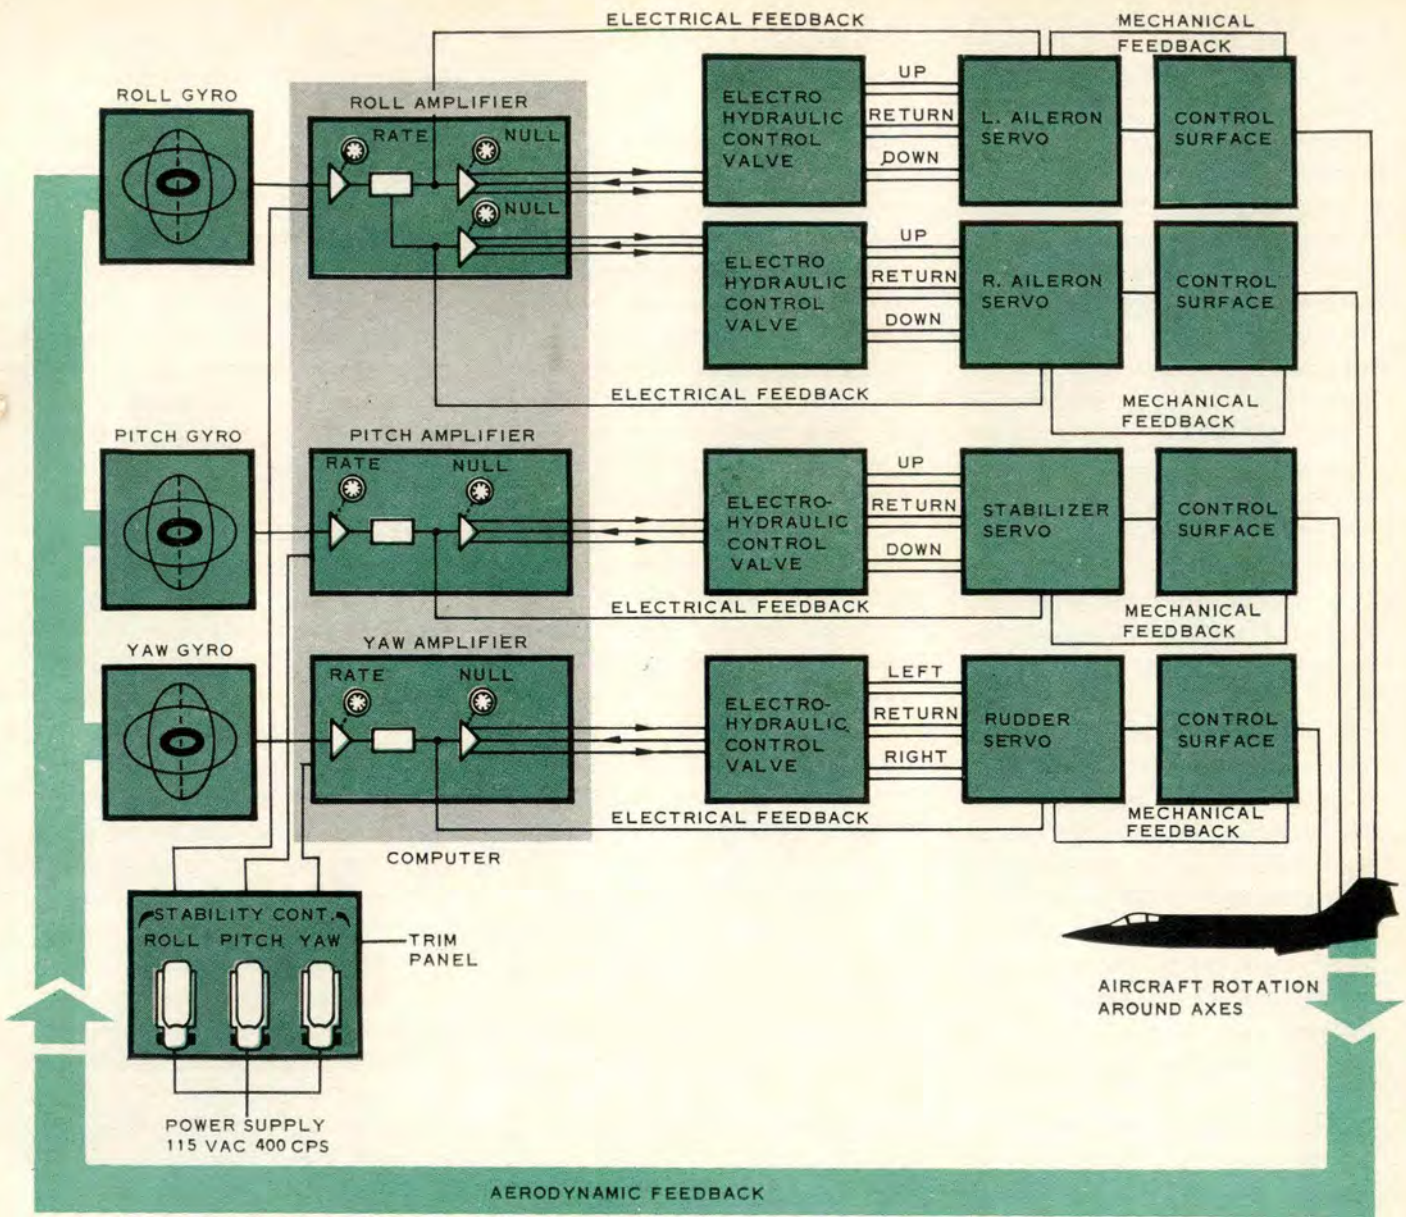 ELECTRICAL FEEDBACK
MECHANICAL
FEEDBACK
ROLL GYRO
ROLL AMPLIFIER
RATE
NULL
NULL
ELECTRO
HYDRAULIC
CONTROL
VALVE
UP
RETURN
DOWN
L. AILERON
SERVO
CONTROL
SURFACE
ELECTRO
HYDRAULIC
CONTROL
VALVE
UP
RETURN
DOWN
R. AILERON
SERVO
CONTROL
SURFACE
ELECTRICAL FEEDBACK
MECHANICAL
FEEDBACK
PITCH GYRO
PITCH AMPLIFIER
RATE
NULL
ELECTRO-
HYDRAULIC
CONTROL
VALVE
UP
RETURN
DOWN
STABILIZER
SERVO
CONTROL
SURFACE
ELECTRICAL FEEDBACK
MECHANICAL
FEEDBACK
YAW GYRO
YAW AMPLIFIER
RATE
NULL
ELECTRO-
HYDRAULIC
CONTROL
VALVE
LEFT
RETURN
RIGHT
RUDDER
SERVO
CONTROL
SURFACE
ELECTRICAL FEEDBACK
MECHANICAL
FEEDBACK
COMPUTER
STABILITY CONT.
ROLL PITCH YAW
TRIM
PANEL
POWER SUPPLY
115 VAC 400 CPS
AIRCRAFT ROTATION
AROUND AXES
AERODYNAMIC FEEDBACK